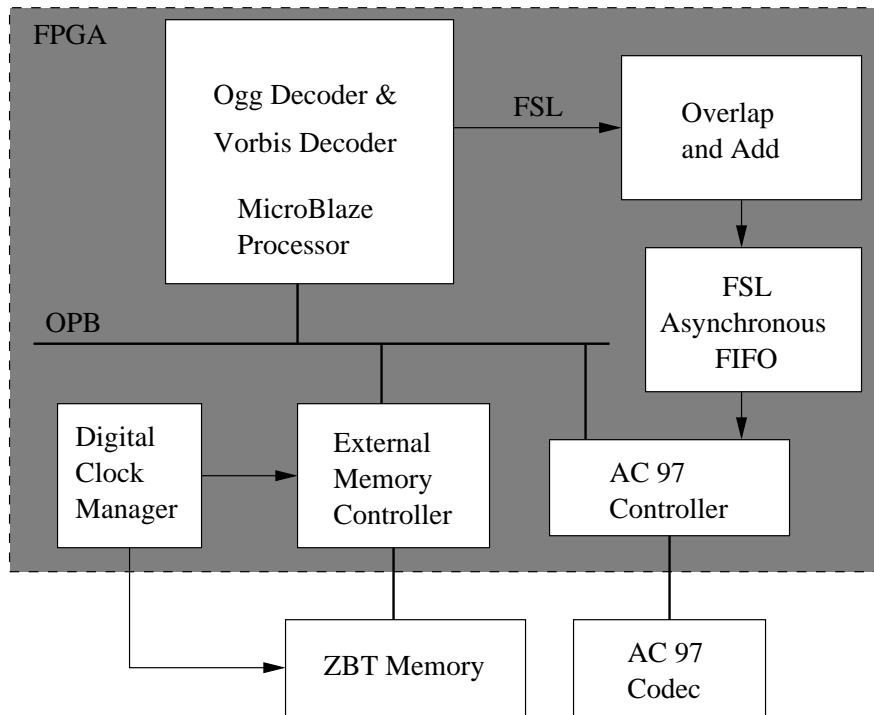 FPGA
Ogg Decoder &
Vorbis Decoder
MicroBlaze
Processor
FSL
Overlap
and Add
FSL
Asynchronous
FIFO
OPB
Digital
Clock
Manager
External
Memory
Controller
AC 97
Controller
ZBT Memory
AC 97
Codec